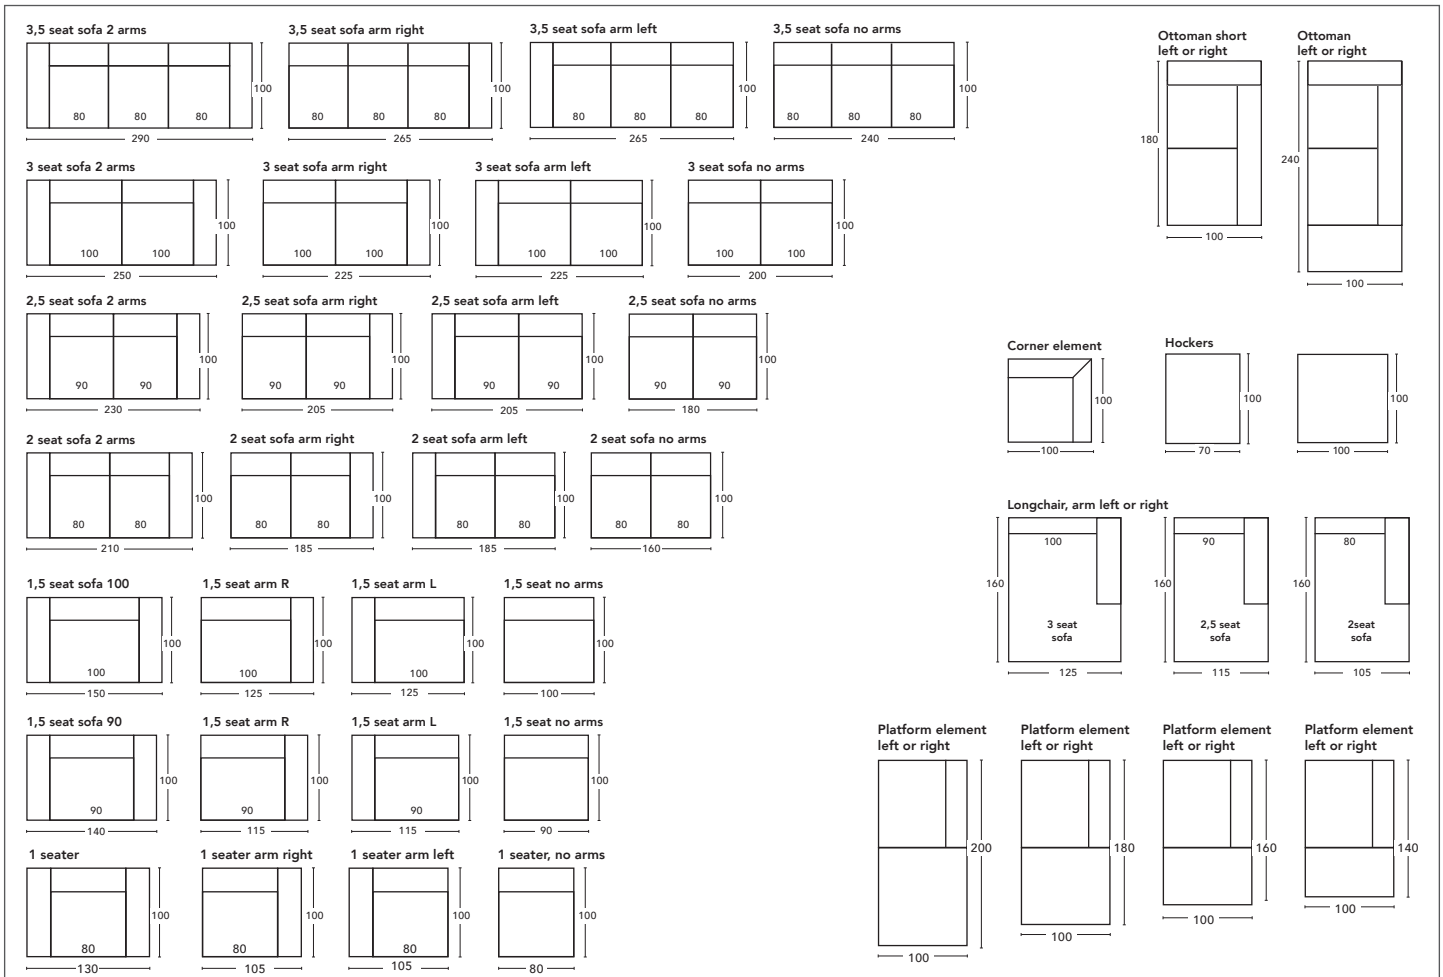 3,5 seat sofa 2 arms
80 80 80
100
290
3,5 seat sofa arm right
80 80 80
100
265
3,5 seat sofa arm left
80 80 80
100
265
3,5 seat sofa no arms
80 80 80
100
240
Ottoman short
left or right
180
100
Ottoman
left or right
240
100
3 seat sofa 2 arms
100 100
100
250
3 seat sofa arm right
100 100
100
225
3 seat sofa arm left
100 100
100
225
3 seat sofa no arms
100 100
100
200
2,5 seat sofa 2 arms
90 90
100
230
2,5 seat sofa arm right
90 90
100
205
2,5 seat sofa arm left
90 90
100
205
2,5 seat sofa no arms
90 90
100
180
Corner element
100
100
Hockers
100
70
100
100
2 seat sofa 2 arms
80 80
100
210
2 seat sofa arm right
80 80
100
185
2 seat sofa arm left
80 80
100
185
2 seat sofa no arms
80 80
100
160
Longchair, arm left or right
100
160
3 seat
sofa
125
90
160
2,5 seat
sofa
115
80
160
2seat
sofa
105
1,5 seat sofa 100
100
100
150
1,5 seat arm R
100
100
125
1,5 seat arm L
100
100
125
1,5 seat no arms
100
100
1,5 seat sofa 90
100
90
140
1,5 seat arm R
100
90
115
1,5 seat arm L
100
90
115
1,5 seat no arms
100
90
Platform element
left or right
200
100
Platform element
left or right
180
100
Platform element
left or right
160
100
Platform element
left or right
140
100
1 seater
100
80
130
1 seater arm right
100
80
105
1 seater arm left
100
80
105
1 seater, no arms
100
80